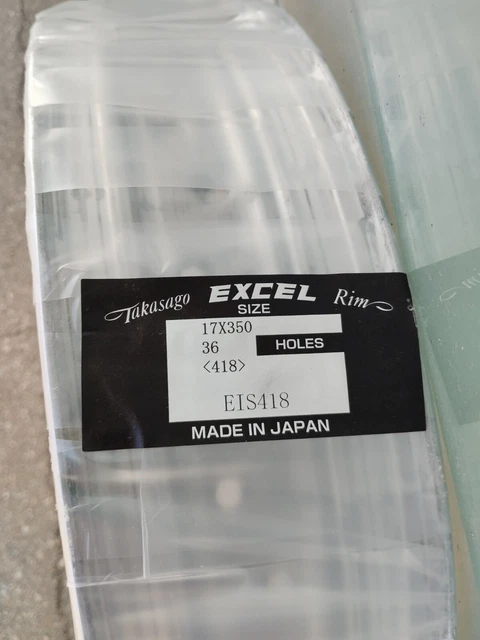 Takasago EXCEL Rim
SIZE
17X350
36 HOLES
<418>
EIS418
MADE IN JAPAN